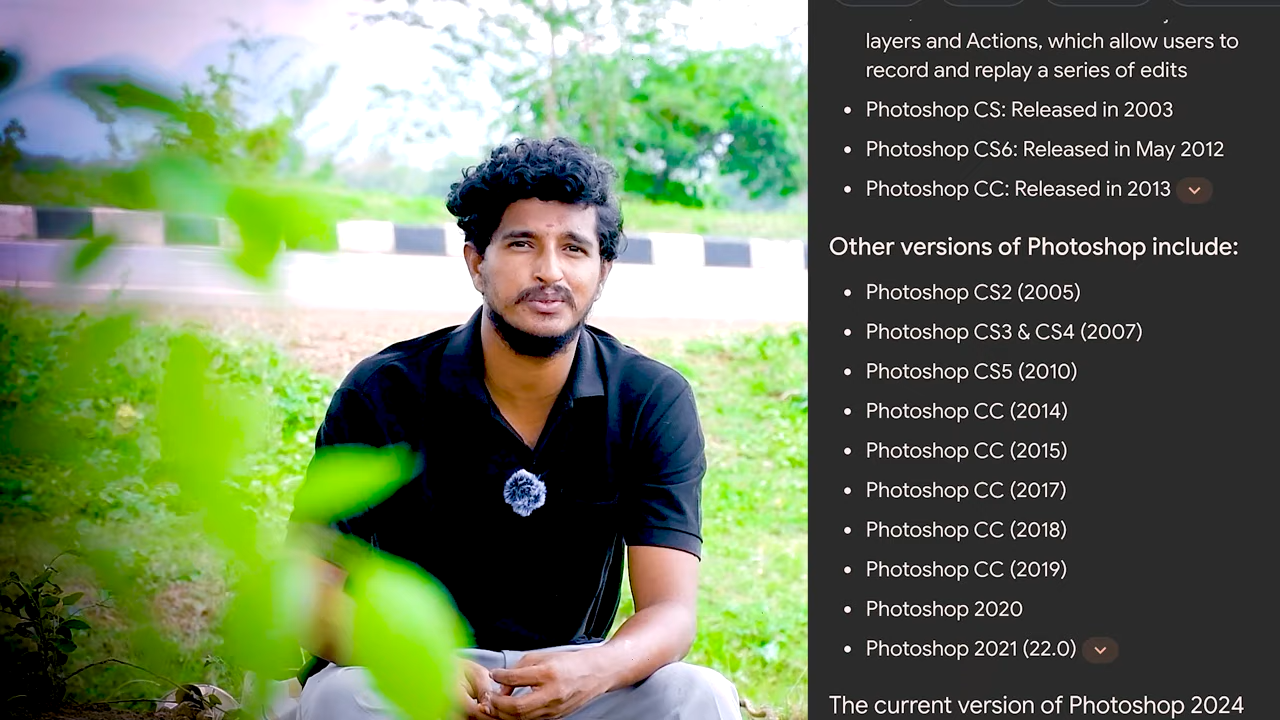 layers and Actions, which allow users to
record and replay a series of edits
Photoshop CS: Released in 2003
Photoshop CS6: Released in May 2012
Photoshop CC: Released in 2013
Other versions of Photoshop include:
Photoshop CS2 (2005)
Photoshop CS3 & CS4 (2007)
Photoshop CS5 (2010)
Photoshop CC (2014)
Photoshop CC (2015)
Photoshop CC (2017)
Photoshop CC (2018)
Photoshop CC (2019)
Photoshop 2020
Photoshop 2021 (22.0)
The current version of Photoshop 2024